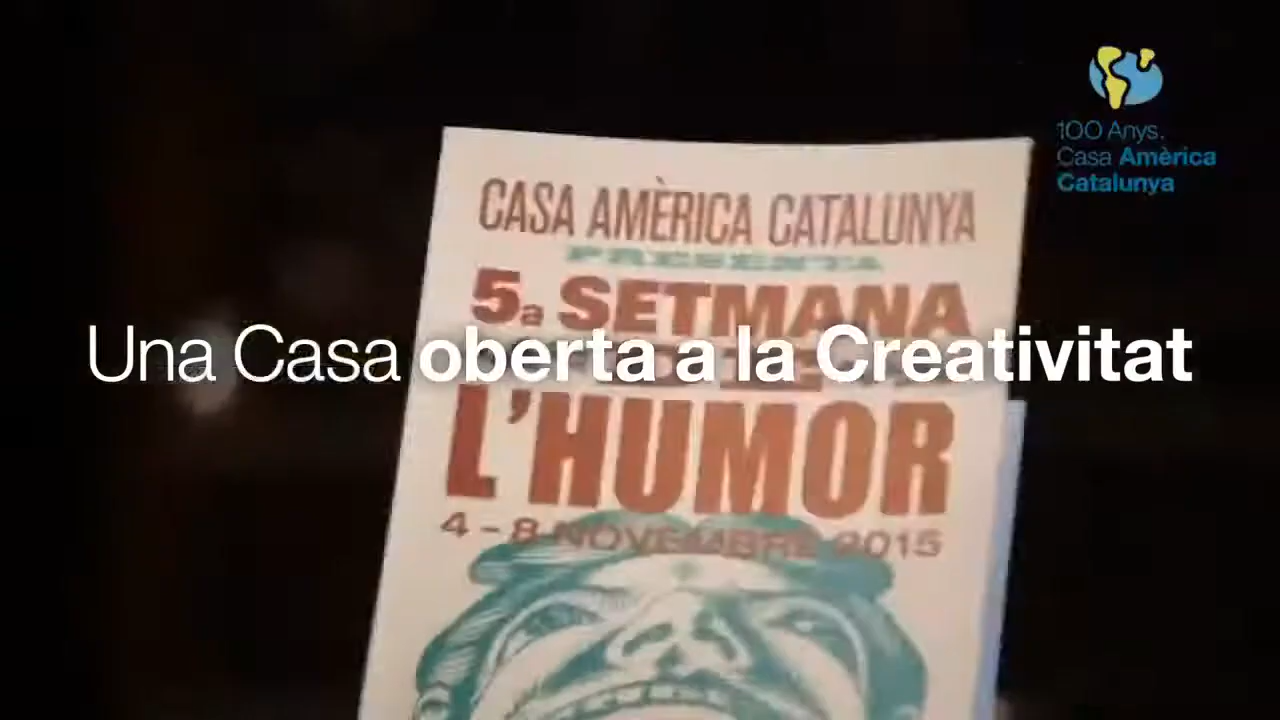 100 Anys.
Casa Amèrica
Catalunya
CASA AMÈRICA CATALUNYA
PRESENTA
5a SETMANA
DE
Una Casa oberta a la Creativitat
L'HUMOR
4 - 8 NOVEMBRE 2015